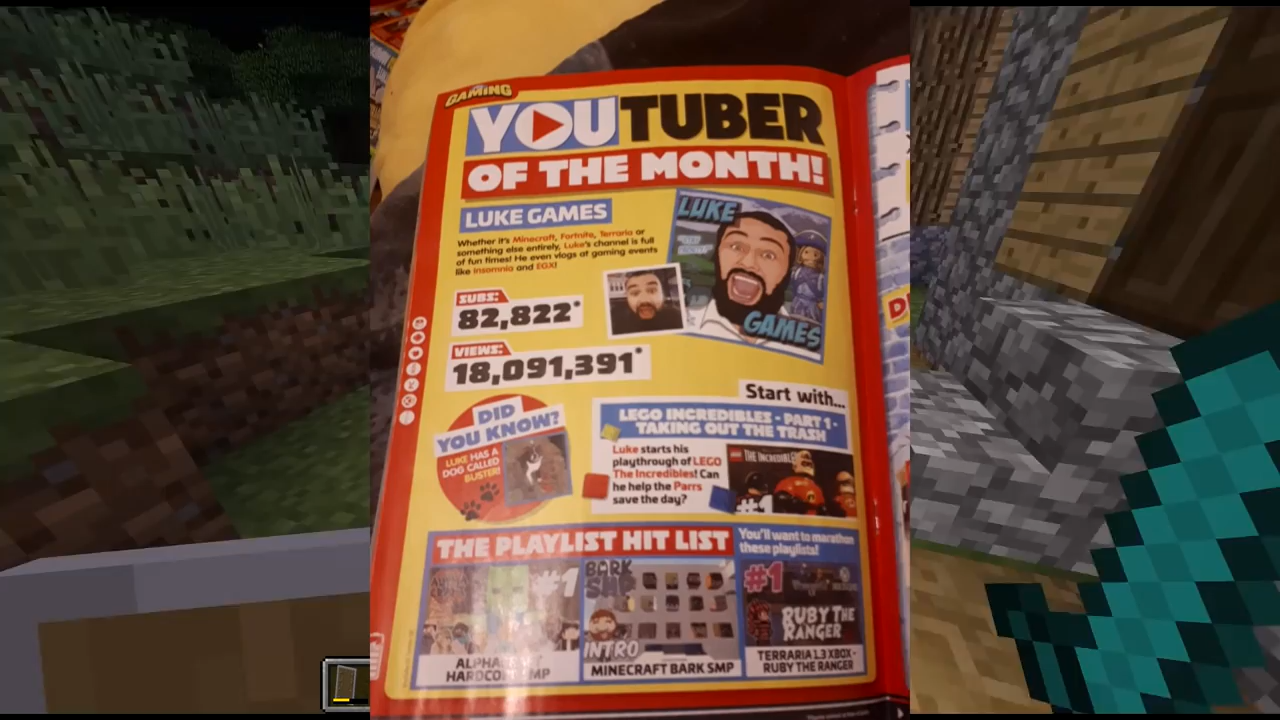 GAMING
YOUTUBER
OF THE MONTH!
LUKE GAMES
Whether it's Minecraft, Fortnite, Terraria or
something else entirely, Luke's channel is full
of fun times! He even vlogs at gaming events
like Insomnia and EGX!
LUKE
GAMES
SUBS:
82,822*
VIEWS:
18,091,391*
Start with...
DID
YOU KNOW?
LUKE HAS A
DOG CALLED
BUSTER!
LEGO INCREDIBLES - PART 1 -
TAKING OUT THE TRASH
Luke starts his
playthrough of LEGO
The Incredibles! Can
he help the Parrs
save the day?
LEGO THE INCREDIBLES
#1
THE PLAYLIST HIT LIST
You'll want to marathon
these playlists!
#1
BARK
SMP
INTRO
MINECRAFT BARK SMP
#1
RUBY THE
RANGER
TERRARIA 1.3 XBOX -
RUBY THE RANGER